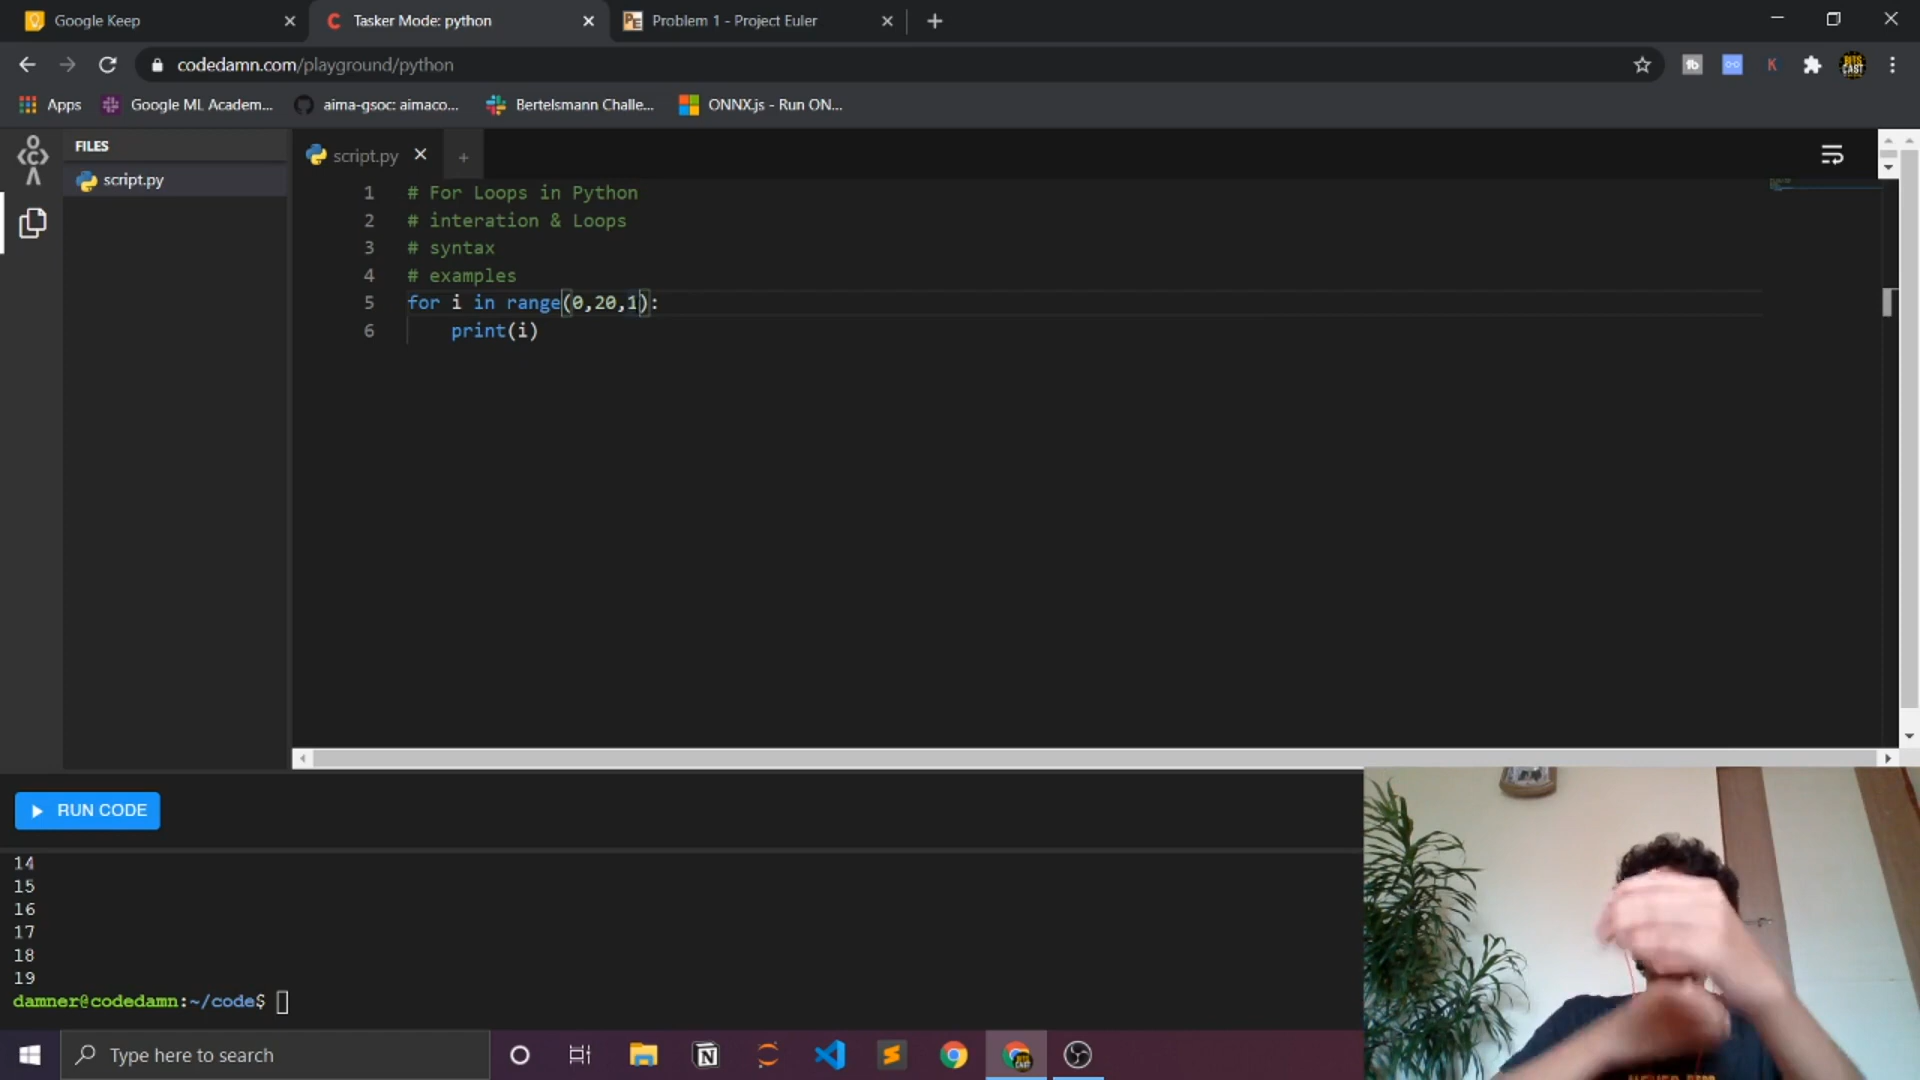 Google Keep
Tasker Mode: python
Problem 1 - Project Euler
codedamn.com/playground/python
Apps
Google ML Academ...
aima-gsoc: aimaco...
Bertelsmann Challe...
ONNX.js - Run ON...
FILES
script.py
script.py
1 # For Loops in Python
2 # interation & Loops
3 # syntax
4 # examples
5 for i in range(0,20,1):
6 print(i)
RUN CODE
14
15
16
17
18
19
damner@codedamn:~/code$
Type here to search